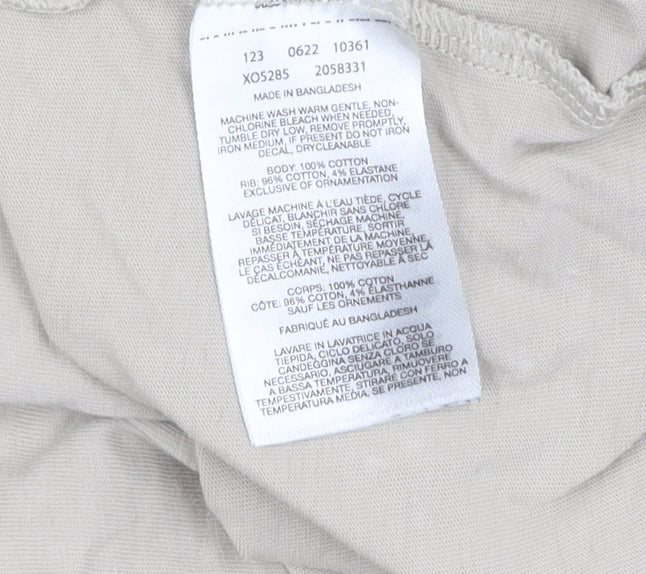 123 0622 10361
XO5285 2058331
MADE IN BANGLADESH
MACHINE WASH WARM GENTLE, NON-
CHLORINE BLEACH WHEN NEEDED,
TUMBLE DRY LOW, REMOVE PROMPTLY,
IRON MEDIUM, IF PRESENT DO NOT IRON
DECAL, DRYCLEANABLE
BODY: 100% COTTON
RIB: 96% COTTON, 4% ELASTANE
EXCLUSIVE OF ORNAMENTATION
LAVAGE MACHINE À L'EAU TIÈDE, CYCLE
DÉLICAT, BLANCHIR SANS CHLORE
SI BESOIN, SÉCHAGE MACHINE,
BASSE TEMPÉRATURE, SORTIR
IMMÉDIATEMENT DE LA MACHINE,
REPASSER À TEMPÉRATURE MOYENNE,
LE CAS ÉCHÉANT, NE PAS REPASSER LA
DÉCALCOMANIE, NETTOYABLE À SEC
CORPS: 100% COTON
CÔTE: 96% COTON, 4% ÉLASTHANNE
SAUF LES ORNEMENTS
FABRIQUÉ AU BANGLADESH
LAVARE IN LAVATRICE IN ACQUA
TIEPIDA, CICLO DELICATO, SOLO
CANDEGGINA SENZA CLORO SE
NECESSARIO, ASCIUGARE A TAMBURO
A BASSA TEMPERATURA, RIMUOVERE
TEMPESTIVAMENTE, STIRARE CON FERRO A
TEMPERATURA MEDIA, SE PRESENTE, NON